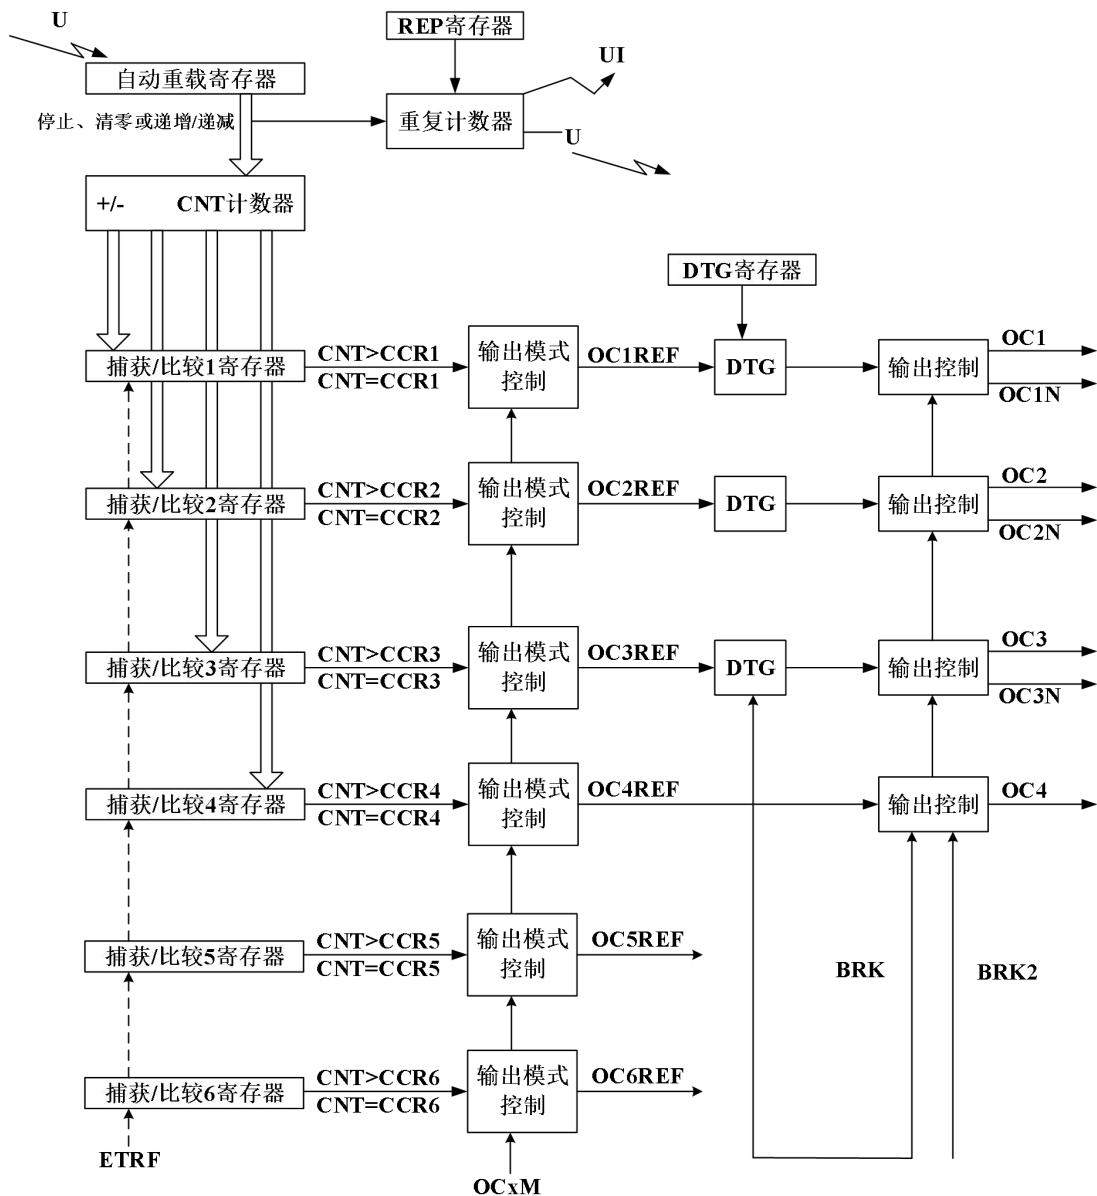 U
REP寄存器
UI
自动重载寄存器
停止、清零或递增/递减
重复计数器
U
+/-
CNT计数器
DTG寄存器
捕获/比较1寄存器
CNT>CCR1
CNT=CCR1
输出模式
控制
OC1REF
DTG
输出控制
OC1
OC1N
捕获/比较2寄存器
CNT>CCR2
CNT=CCR2
输出模式
控制
OC2REF
DTG
输出控制
OC2
OC2N
捕获/比较3寄存器
CNT>CCR3
CNT=CCR3
输出模式
控制
OC3REF
DTG
输出控制
OC3
OC3N
捕获/比较4寄存器
CNT>CCR4
CNT=CCR4
输出模式
控制
OC4REF
输出控制
OC4
捕获/比较5寄存器
CNT>CCR5
CNT=CCR5
输出模式
控制
OC5REF
BRK
BRK2
捕获/比较6寄存器
CNT>CCR6
CNT=CCR6
输出模式
控制
OC6REF
ETRF
OCxM